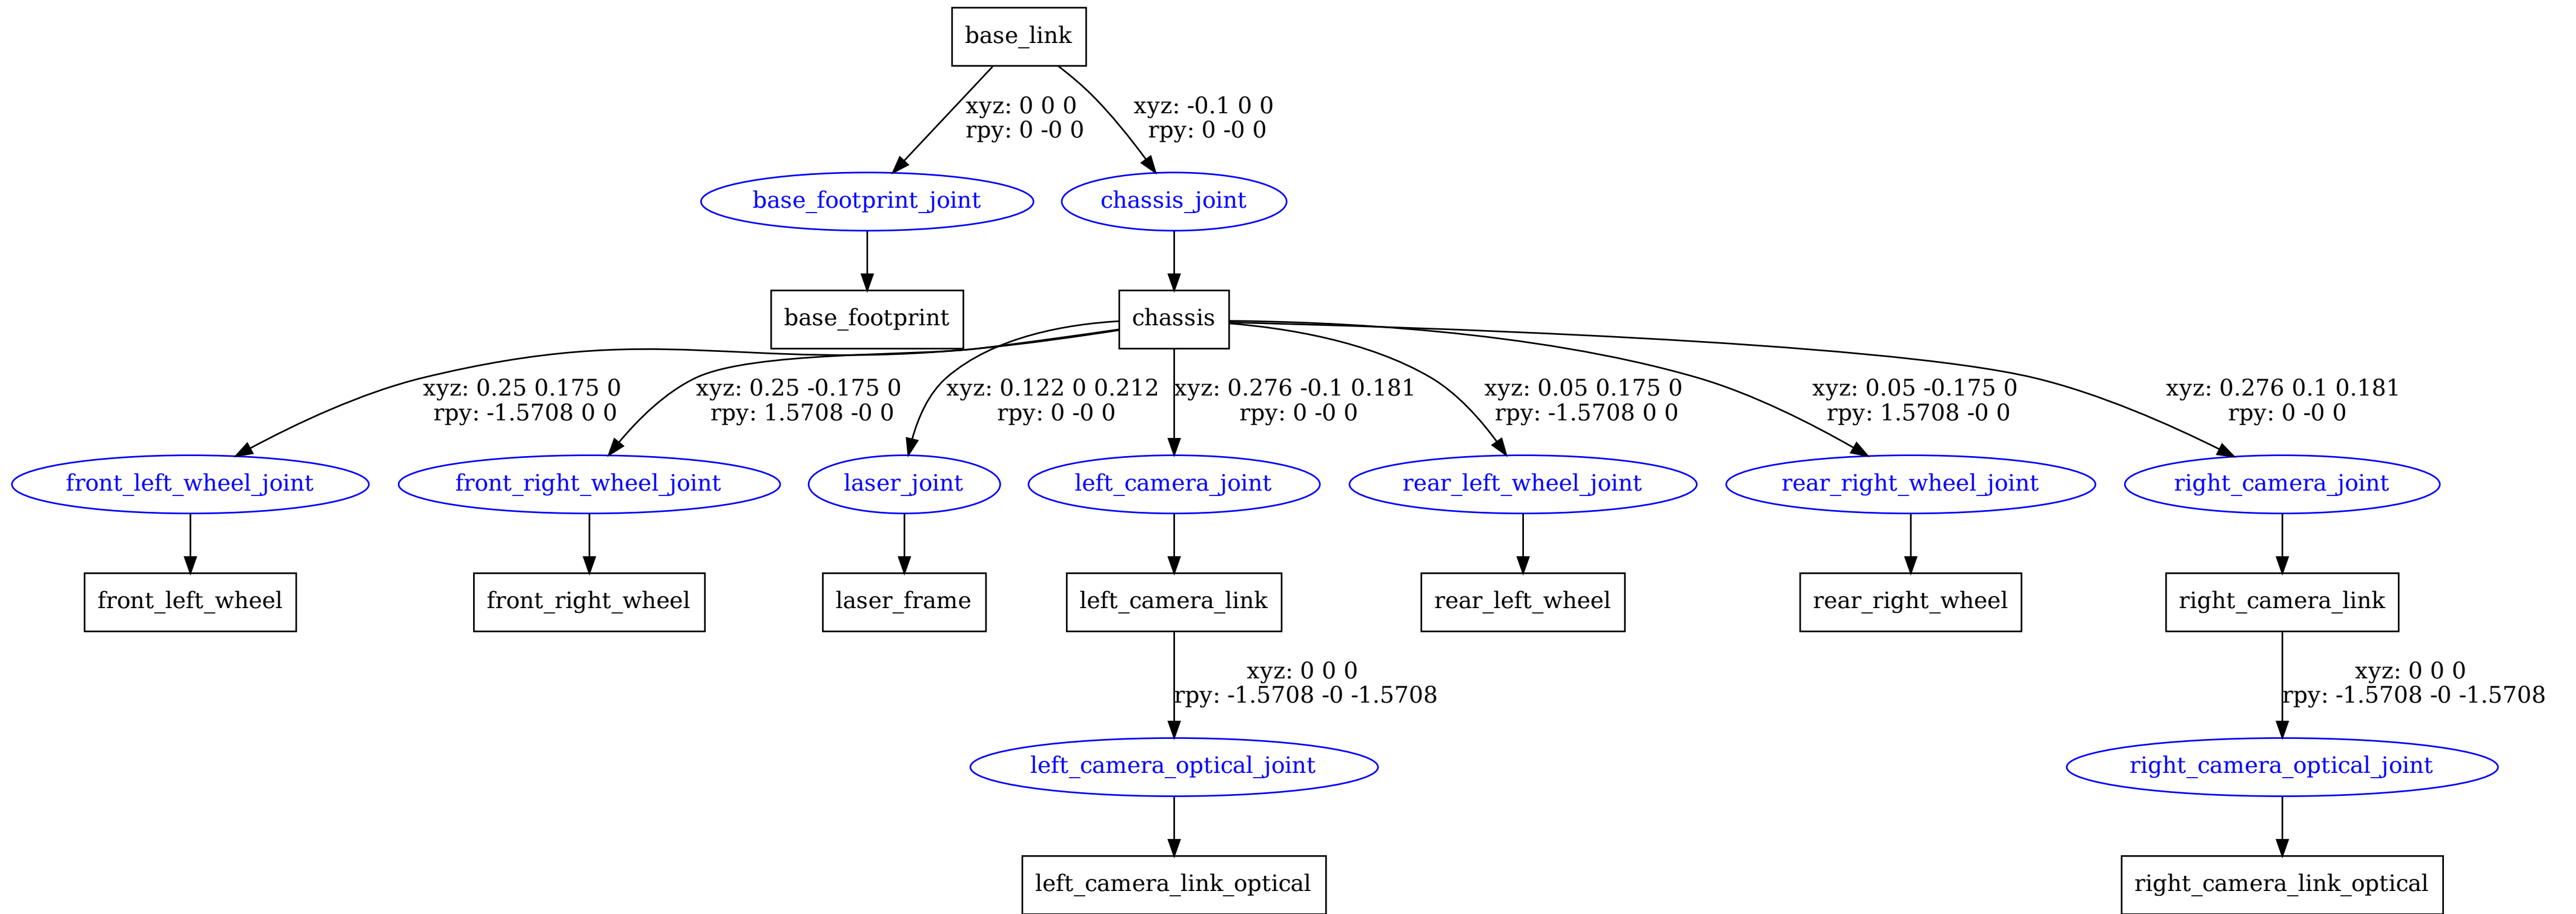 base_link
xyz: 0 0 0
rpy: 0 -0 0
xyz: -0.1 0 0
rpy: 0 -0 0
base_footprint_joint
chassis_joint
base_footprint
chassis
xyz: 0.25 0.175 0
rpy: -1.5708 0 0
xyz: 0.25 -0.175 0
rpy: 1.5708 -0 0
xyz: 0.122 0 0.212
rpy: 0 -0 0
xyz: 0.276 -0.1 0.181
rpy: 0 -0 0
xyz: 0.05 0.175 0
rpy: -1.5708 0 0
xyz: 0.05 -0.175 0
rpy: 1.5708 -0 0
xyz: 0.276 0.1 0.181
rpy: 0 -0 0
front_left_wheel_joint
front_right_wheel_joint
laser_joint
left_camera_joint
rear_left_wheel_joint
rear_right_wheel_joint
right_camera_joint
front_left_wheel
front_right_wheel
laser_frame
left_camera_link
rear_left_wheel
rear_right_wheel
right_camera_link
xyz: 0 0 0
rpy: -1.5708 -0 -1.5708
xyz: 0 0 0
rpy: -1.5708 -0 -1.5708
left_camera_optical_joint
right_camera_optical_joint
left_camera_link_optical
right_camera_link_optical